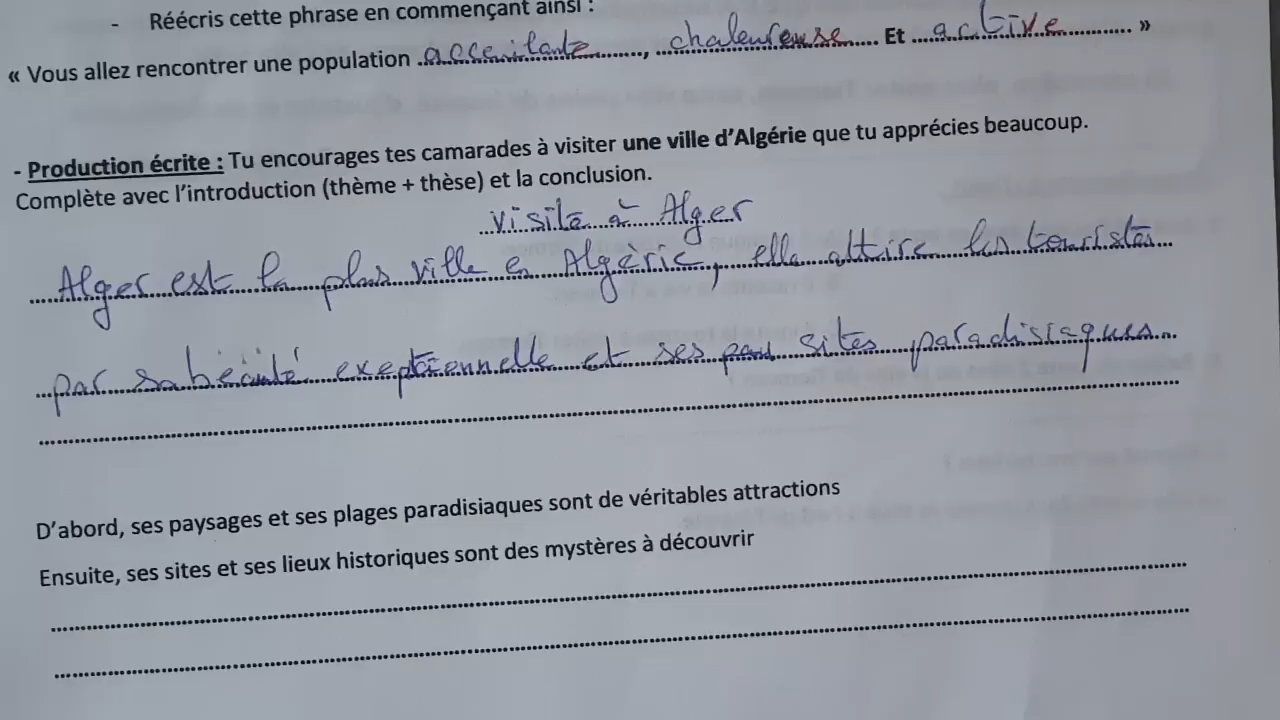 - Réécris cette phrase en commençant ainsi :
« Vous allez rencontrer une population accuilante, chaleureuse Et active »
- Production écrite : Tu encourages tes camarades à visiter une ville d'Algérie que tu apprécies beaucoup.
Complète avec l'introduction (thème + thèse) et la conclusion.
visite à Alger
Alger est la plus ville en Algérie, elle attire les touristes
par sa béauté exeptiennelle et ses sites paradisiaques
D'abord, ses paysages et ses plages paradisiaques sont de véritables attractions
Ensuite, ses sites et ses lieux historiques sont des mystères à découvrir